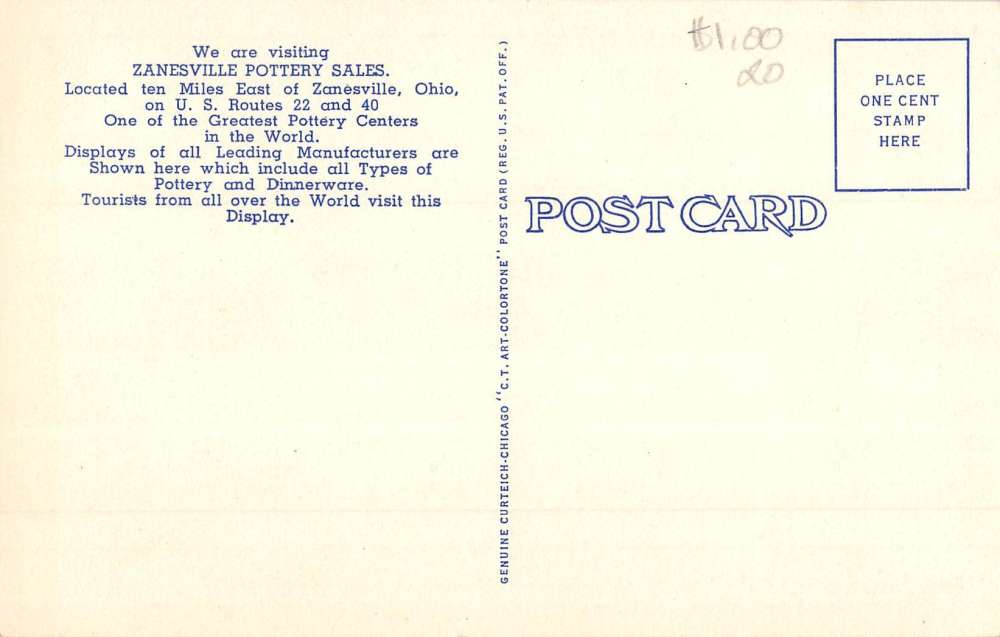 We are visiting
ZANESVILLE POTTERY SALES.
Located ten Miles East of Zanesville, Ohio,
on U. S. Routes 22 and 40
One of the Greatest Pottery Centers
in the World.
Displays of all Leading Manufacturers are
Shown here which include all Types of
Pottery and Dinnerware.
Tourists from all over the World visit this
Display.
GENUINE CURTEICH-CHICAGO "C.T. ART-COLORTONE" POST CARD (REG. U.S. PAT. OFF.)
$1.00
20
PLACE
ONE CENT
STAMP
HERE
POST CARD